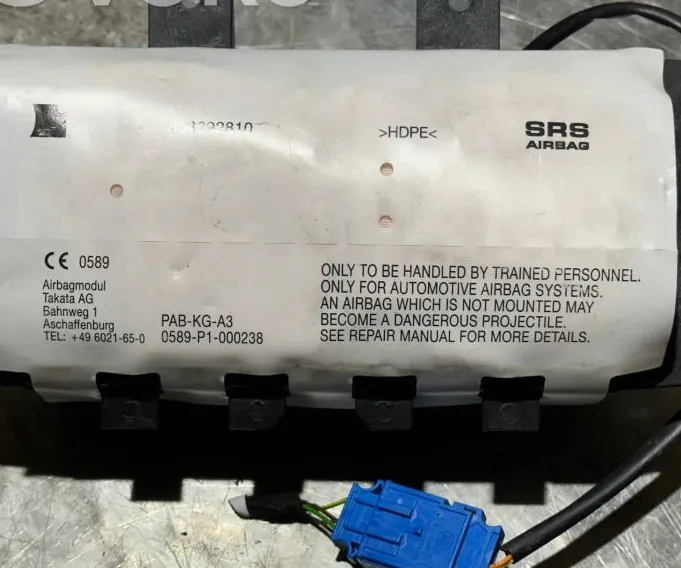 >HDPE<
SRS
AIRBAG
CE 0589
Airbagmodul
Takata AG
Bahnweg 1
Aschaffenburg
TEL: +49 6021-65-0
PAB-KG-A3
0589-P1-000238
ONLY TO BE HANDLED BY TRAINED PERSONNEL.
ONLY FOR AUTOMOTIVE AIRBAG SYSTEMS.
AN AIRBAG WHICH IS NOT MOUNTED MAY
BECOME A DANGEROUS PROJECTILE.
SEE REPAIR MANUAL FOR MORE DETAILS.